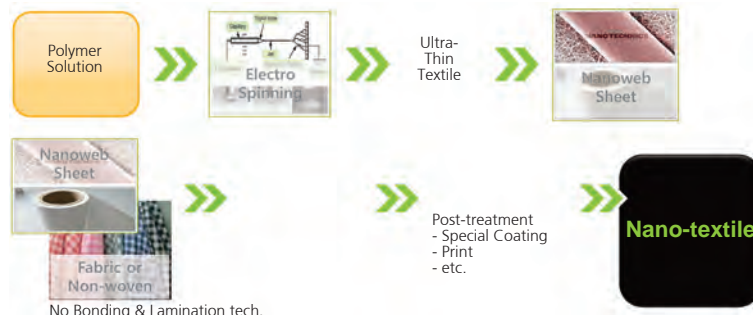 Polymer
Solution
Electro
Spinning
Ultra-
Thin
Textile
NANOTECHNICS
Nanoweb
Sheet
Nanoweb
Sheet
Fabric or
Non-woven
No Bonding & Lamination tech.
Post-treatment
- Special Coating
- Print
- etc.
Nano-textile